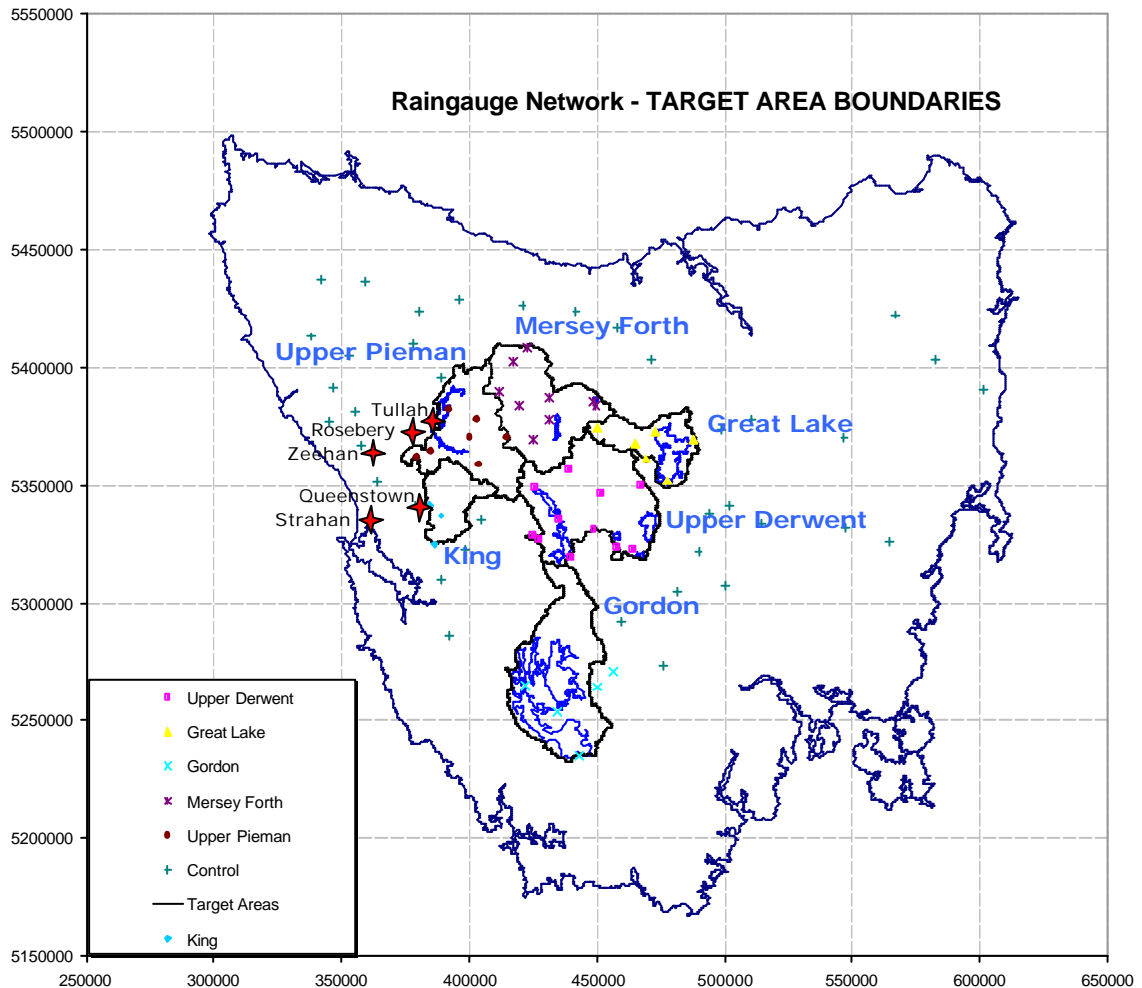 5550000
Raingauge Network - TARGET AREA BOUNDARIES
5500000
5450000
5400000
5350000
5300000
5250000
5200000
5150000
Mersey Forth
Upper Pieman
Tullah
Great Lake
Rosebery
Zeehan
Queenstown
Strahan
Upper Derwent
King
Gordon
Upper Derwent
Great Lake
Gordon
Mersey Forth
Upper Pieman
Control
Target Areas
King
250000 300000 350000 400000 450000 500000 550000 600000 650000